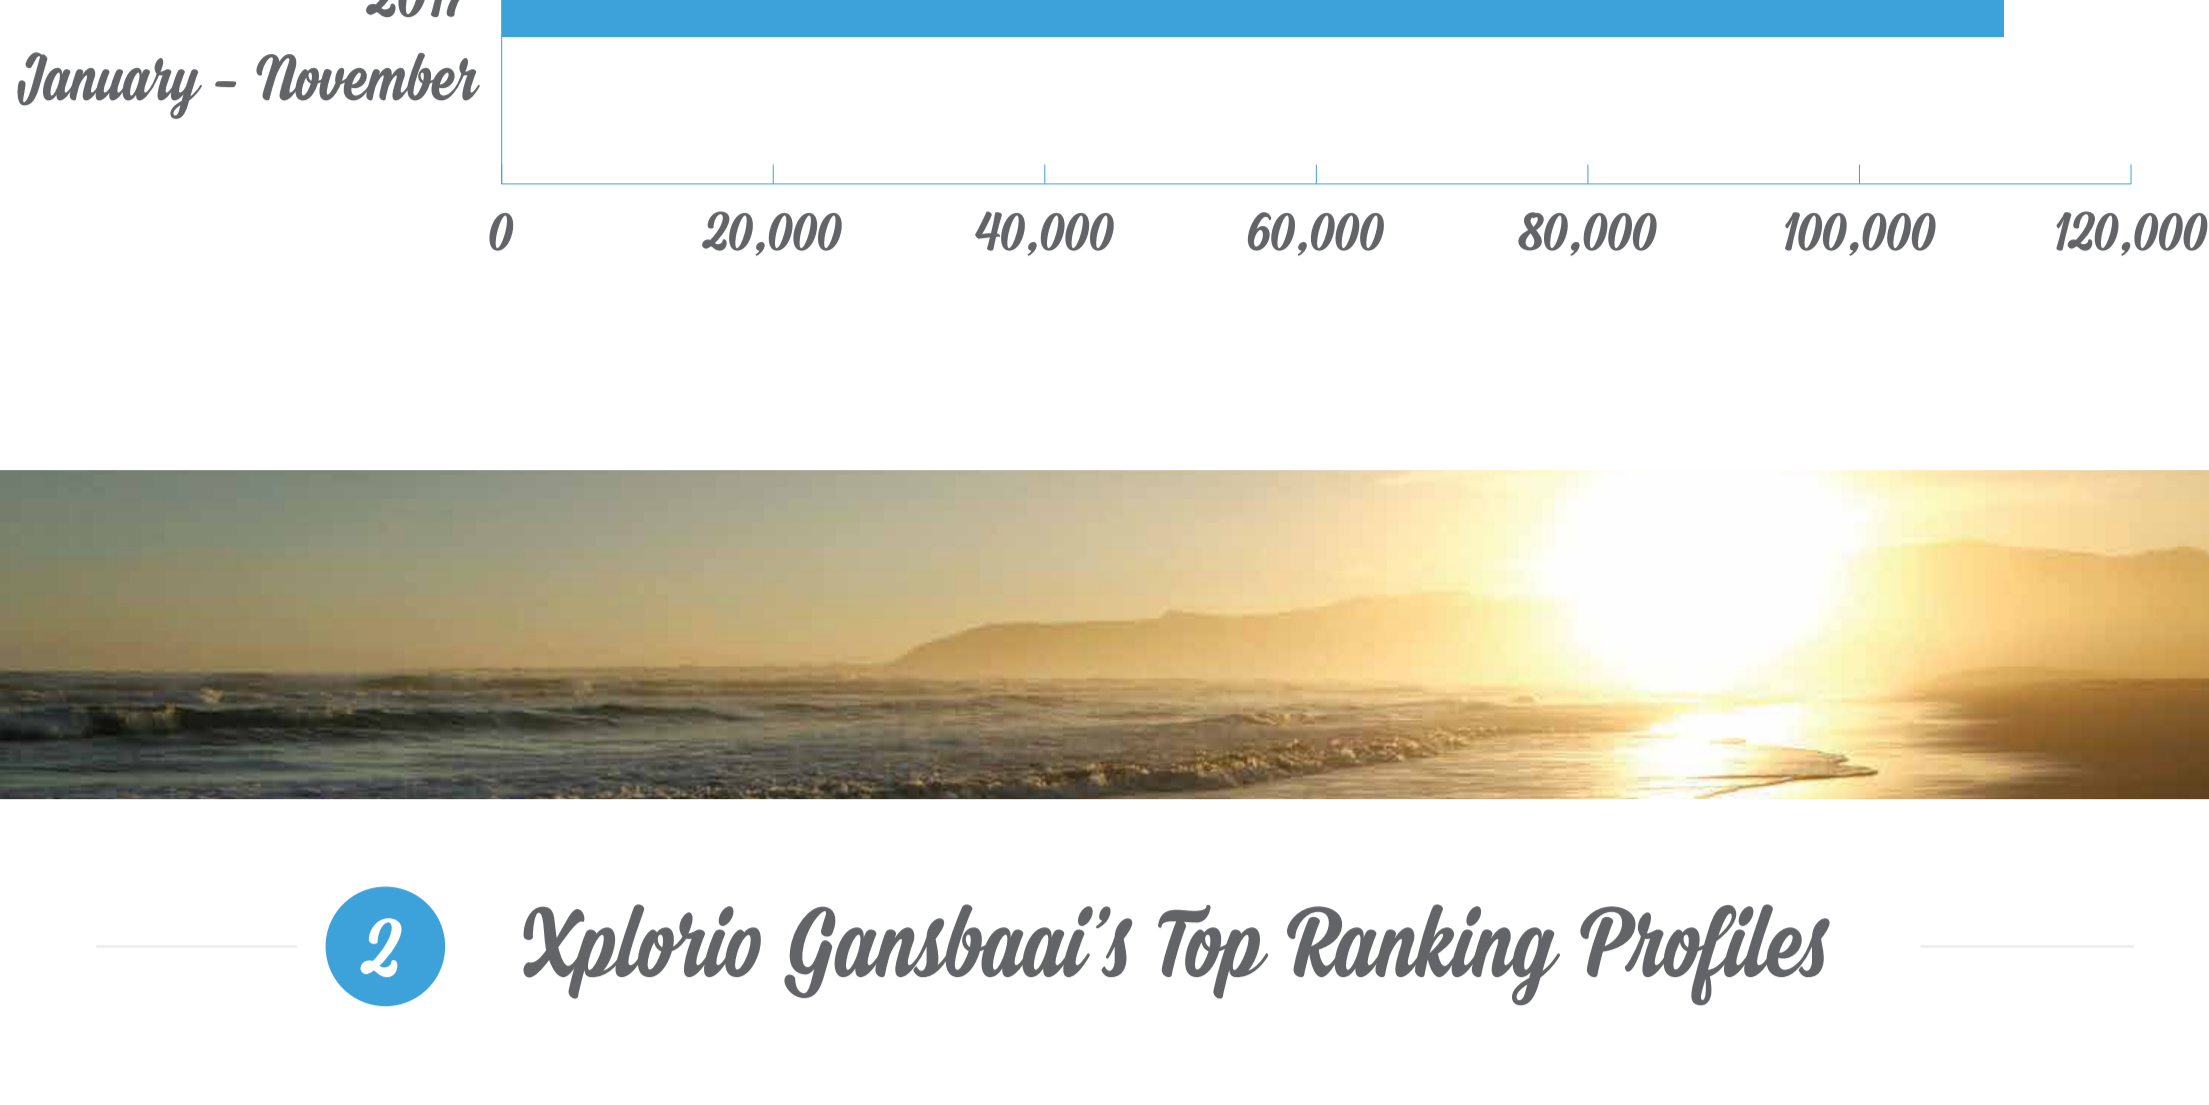 2017
January - November
0 20,000 40,000 60,000 80,000 100,000 120,000
2 Xplorio Gansbaai's Top Ranking Profiles